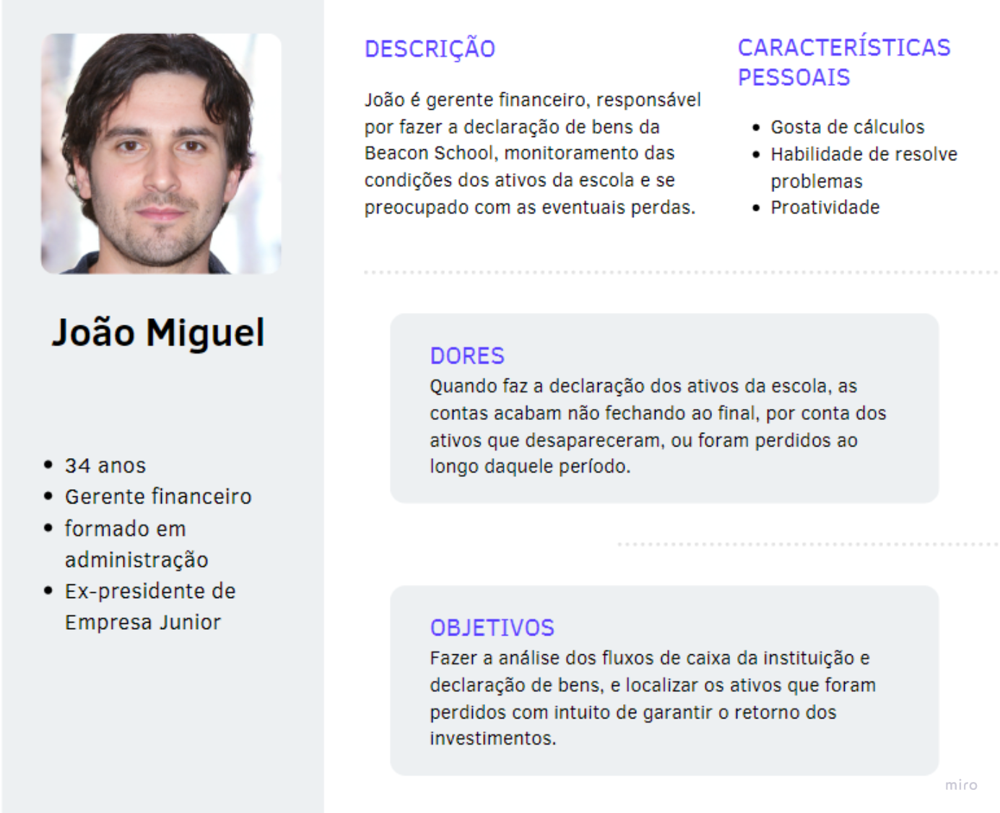 João Miguel
34 anos
Gerente financeiro
formado em
administração
Ex-presidente de
Empresa Junior
DESCRIÇÃO
João é gerente financeiro, responsável
por fazer a declaração de bens da
Beacon School, monitoramento das
condições dos ativos da escola e se
preocupado com as eventuais perdas.
CARACTERÍSTICAS
PESSOAIS
Gosta de cálculos
Habilidade de resolve
problemas
Proatividade
DORES
Quando faz a declaração dos ativos da escola, as
contas acabam não fechando ao final, por conta dos
ativos que desapareceram, ou foram perdidos ao
longo daquele período.
OBJETIVOS
Fazer a análise dos fluxos de caixa da instituição e
declaração de bens, e localizar os ativos que foram
perdidos com intuito de garantir o retorno dos
investimentos.
miro